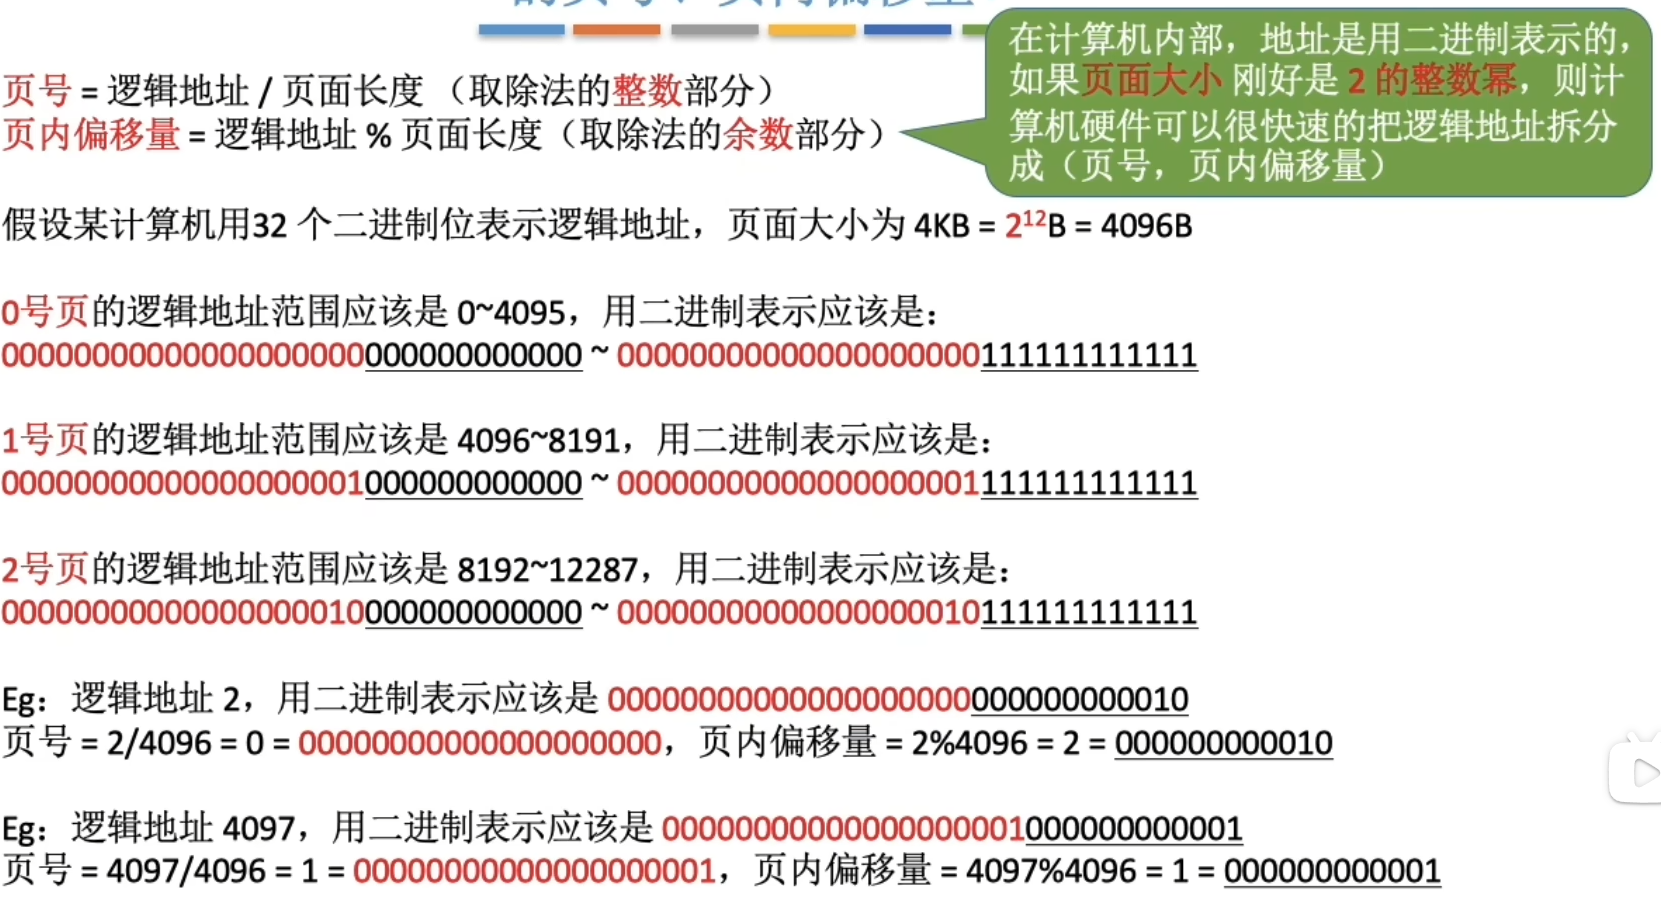 页号 = 逻辑地址 / 页面长度 （取除法的整数部分）
页内偏移量 = 逻辑地址 % 页面长度（取除法的余数部分）
在计算机内部，地址是用二进制表示的，
如果页面大小 刚好是 2 的整数幂，则计
算机硬件可以很快速的把逻辑地址拆分
成（页号，页内偏移量）
假设某计算机用32 个二进制位表示逻辑地址，页面大小为 4KB = 2¹²B = 4096B
0号页的逻辑地址范围应该是 0~4095，用二进制表示应该是：
00000000000000000000000000000000 ~ 00000000000000000000111111111111
1号页的逻辑地址范围应该是 4096~8191，用二进制表示应该是：
00000000000000000001000000000000 ~ 00000000000000000001111111111111
2号页的逻辑地址范围应该是 8192~12287，用二进制表示应该是：
00000000000000000010000000000000 ~ 00000000000000000010111111111111
Eg：逻辑地址 2，用二进制表示应该是 00000000000000000000000000000010
页号 = 2/4096 = 0 = 00000000000000000000，页内偏移量 = 2%4096 = 2 = 000000000010
Eg：逻辑地址 4097，用二进制表示应该是 00000000000000000001000000000001
页号 = 4097/4096 = 1 = 00000000000000000001，页内偏移量 = 4097%4096 = 1 = 000000000001